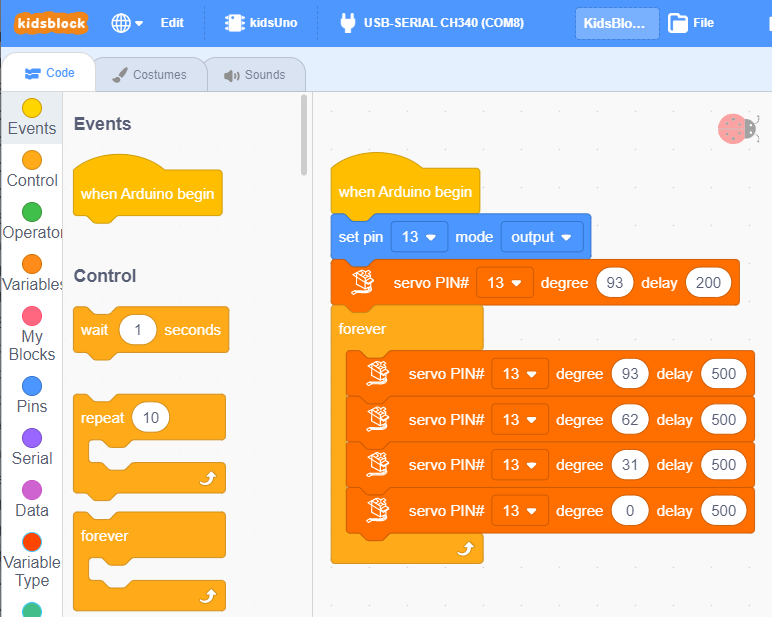 kidsblock Edit kidsUno USB-SERIAL CH340 (COM8) KidsBlo... File
Code Costumes Sounds
Events
Control
Operator
Variables
My
Blocks
Pins
Serial
Data
Variable
Type
Events
when Arduino begin
Control
wait 1 seconds
repeat 10
forever
when Arduino begin
set pin 13 mode output
servo PIN# 13 degree 93 delay 200
forever
servo PIN# 13 degree 93 delay 500
servo PIN# 13 degree 62 delay 500
servo PIN# 13 degree 31 delay 500
servo PIN# 13 degree 0 delay 500